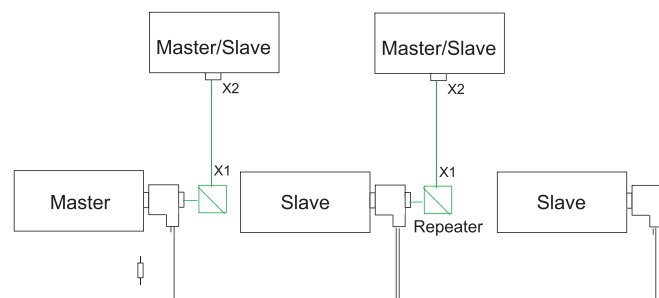 Master/Slave
Master/Slave
X2
X2
X1
X1
Master
Slave
Slave
Repeater